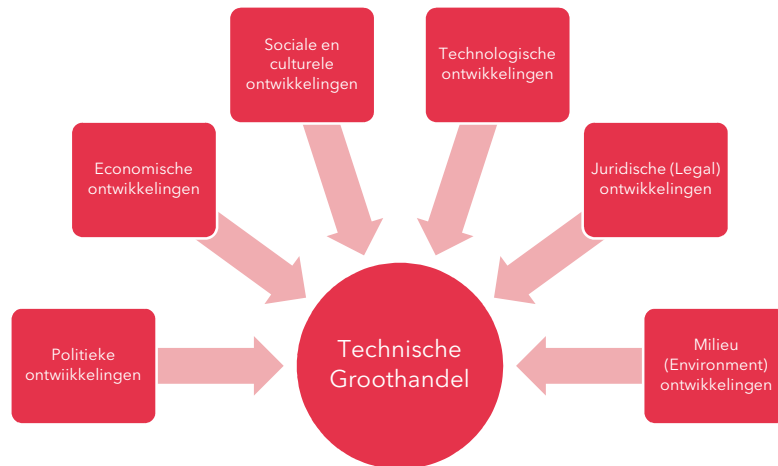 Sociale en
culturele
ontwikkelingen
Technologische
ontwikkelingen
Economische
ontwikkelingen
Juridische (Legal)
ontwikkelingen
Politieke
ontwiikkelingen
Technische
Groothandel
Milieu
(Environment)
ontwikkelingen